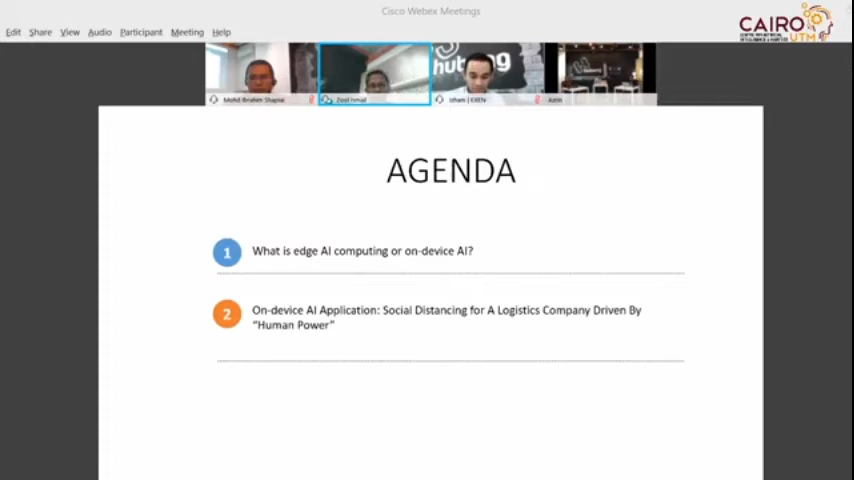 Cisco Webex Meetings
Edit Share View Audio Participant Meeting Help
CAIRO
UTM
Mohd Ibrahim Shapiai
Zool Ismail
Izham | EXEIV
Azlin
AGENDA
1 What is edge AI computing or on-device AI?
2 On-device AI Application: Social Distancing for A Logistics Company Driven By
“Human Power”